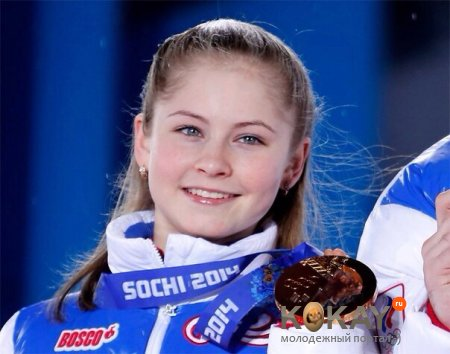 SOCHI 2014
2014
BOSCO
KOKAY.ru
молодежный портал